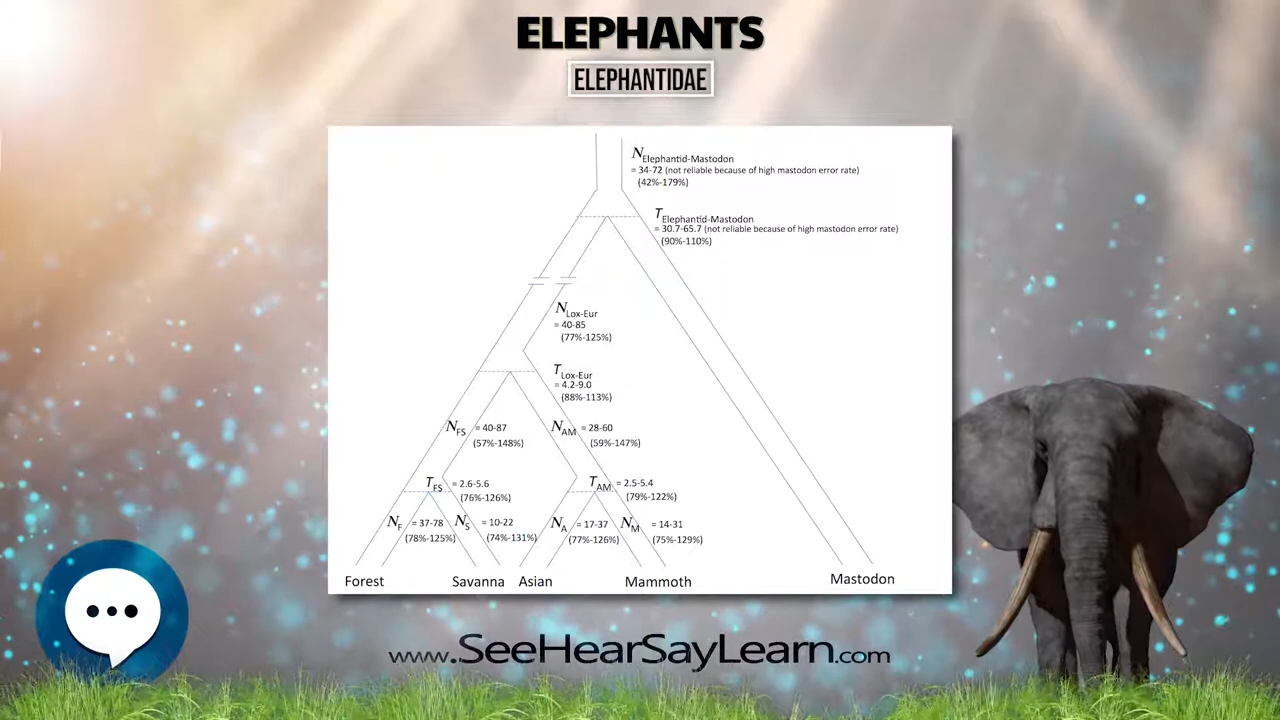 ELEPHANTS
ELEPHANTIDAE
N Elephantid-Mastodon
= 34-72 (not reliable because of high mastodon error rate)
(42%-179%)
T Elephantid-Mastodon
= 30.7-65.7 (not reliable because of high mastodon error rate)
(90%-110%)
N Lox-Eur
= 40-85
(77%-125%)
T Lox-Eur
= 4.2-9.0
(88%-113%)
N FS = 40-87
(57%-148%)
N AM = 28-60
(59%-147%)
T FS = 2.6-5.6
(76%-126%)
T AM = 2.5-5.4
(79%-122%)
N F = 37-78
(78%-125%)
N S = 10-22
(74%-131%)
N A = 17-37
(77%-126%)
N M = 14-31
(75%-129%)
Forest Savanna Asian Mammoth Mastodon
www.SeeHearSayLearn.com